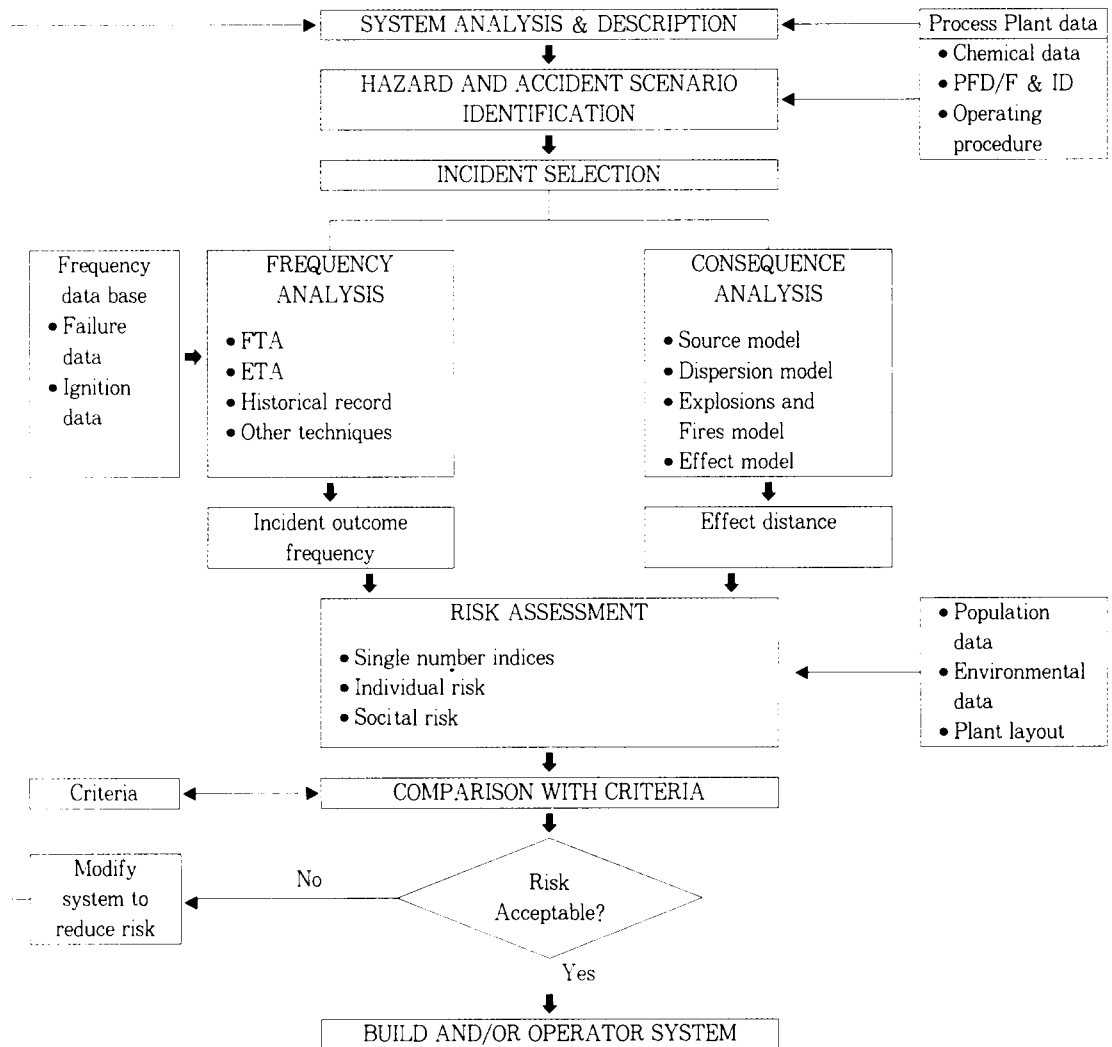 SYSTEM ANALYSIS & DESCRIPTION
Process Plant data
• Chemical data
• PFD/F & ID
• Operating
procedure
HAZARD AND ACCIDENT SCENARIO
IDENTIFICATION
INCIDENT SELECTION
Frequency
data base
• Failure
data
• Ignition
data
FREQUENCY
ANALYSIS
• FTA
• ETA
• Historical record
• Other techniques
CONSEQUENCE
ANALYSIS
• Source model
• Dispersion model
• Explosions and
Fires model
• Effect model
Incident outcome
frequency
Effect distance
RISK ASSESSMENT
• Single number indices
• Individual risk
• Socital risk
• Population
data
• Environmental
data
• Plant layout
Criteria
COMPARISON WITH CRITERIA
Modify
system to
reduce risk
No
Risk
Acceptable?
Yes
BUILD AND/OR OPERATOR SYSTEM